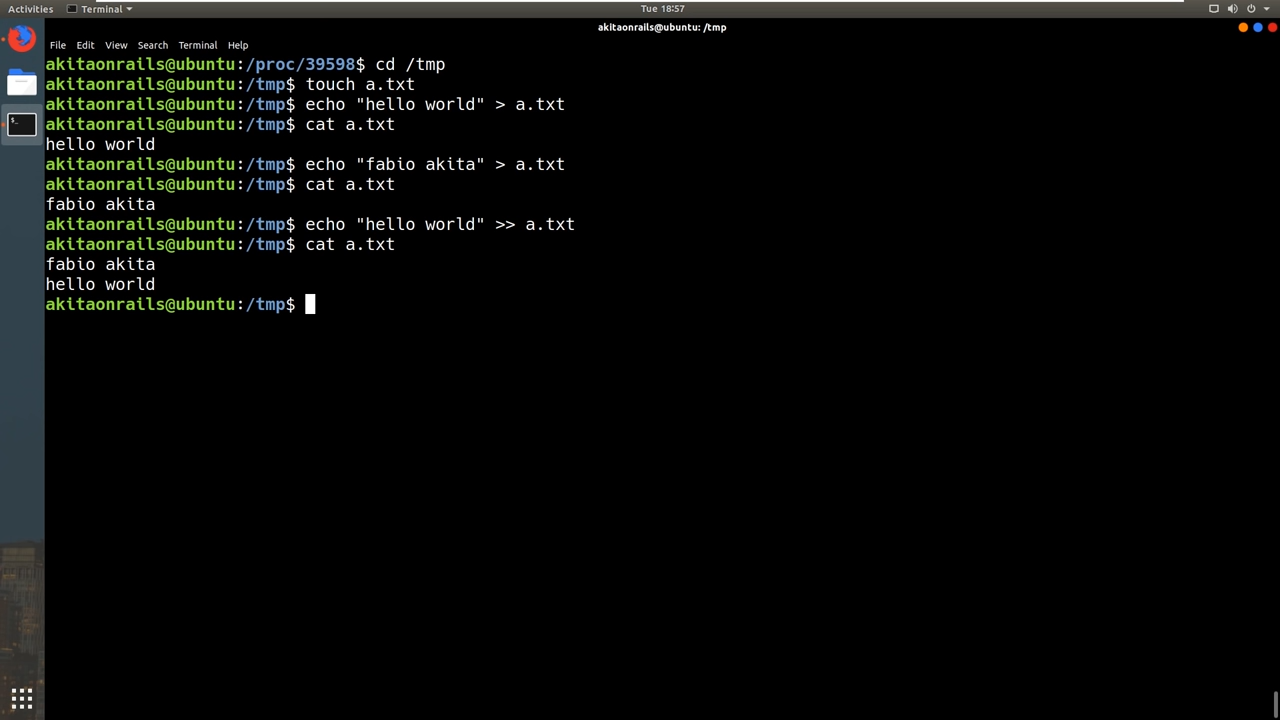 Activities Terminal Tue 18:57
akitaonrails@ubuntu: /tmp
File Edit View Search Terminal Help
akitaonrails@ubuntu:/proc/39598$ cd /tmp
akitaonrails@ubuntu:/tmp$ touch a.txt
akitaonrails@ubuntu:/tmp$ echo "hello world" > a.txt
akitaonrails@ubuntu:/tmp$ cat a.txt
hello world
akitaonrails@ubuntu:/tmp$ echo "fabio akita" > a.txt
akitaonrails@ubuntu:/tmp$ cat a.txt
fabio akita
akitaonrails@ubuntu:/tmp$ echo "hello world" >> a.txt
akitaonrails@ubuntu:/tmp$ cat a.txt
fabio akita
hello world
akitaonrails@ubuntu:/tmp$